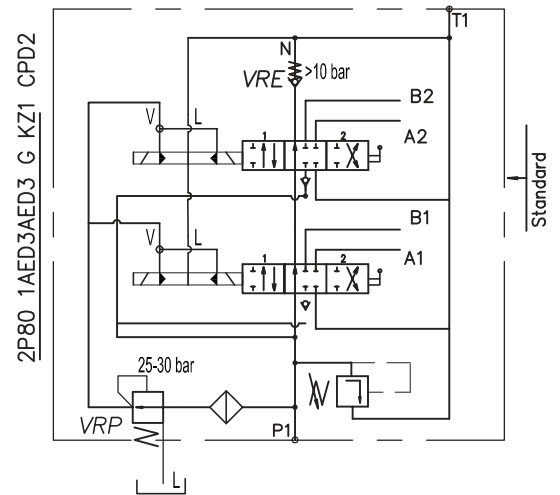 2P80 1AED3AED3 G KZ1 CPD2
T1
N
>10 bar
VRE
B2
A2
V
L
1
2
Standard
B1
A1
V
L
1
2
25-30 bar
VRP
P1
L